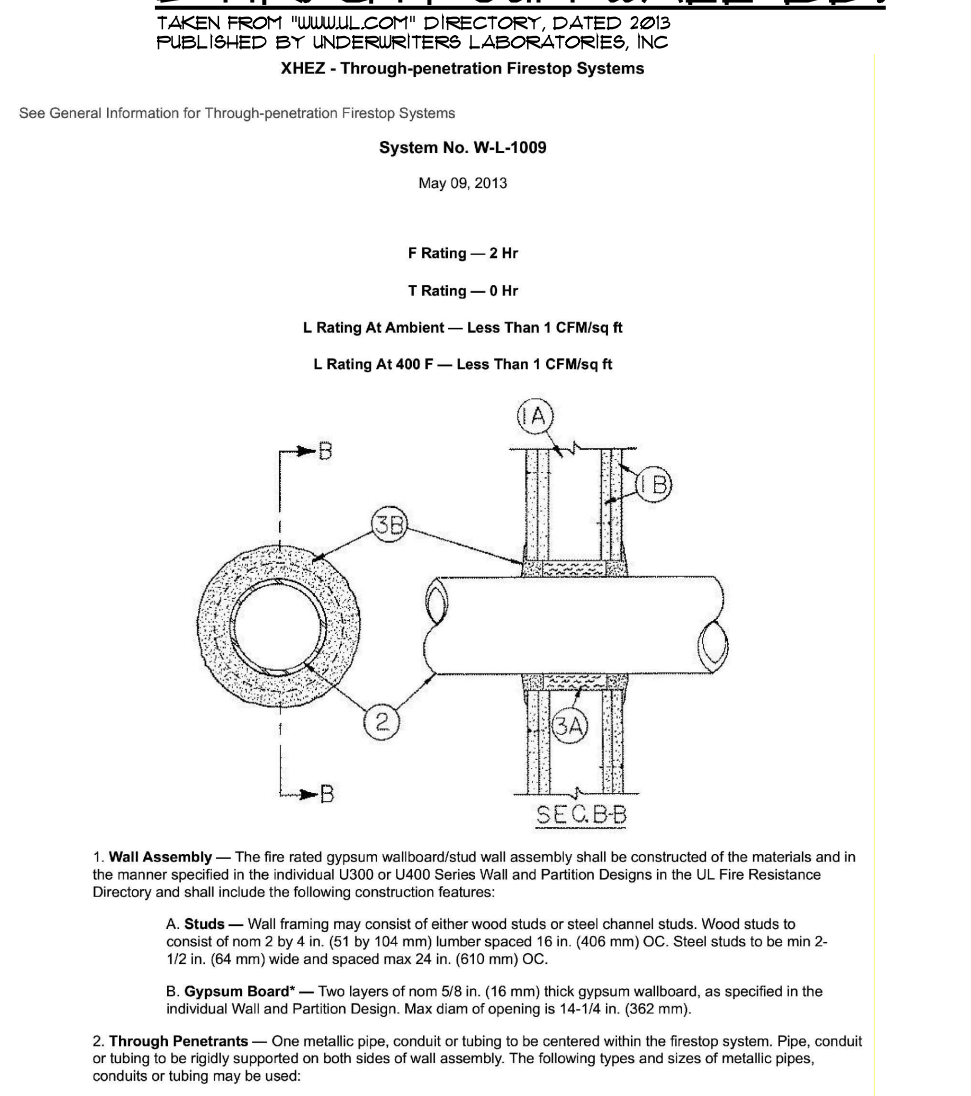 TAKEN FROM "WWW.UL.COM" DIRECTORY, DATED 2013
PUBLISHED BY UNDERWRITERS LABORATORIES, INC
XHEZ - Through-penetration Firestop Systems
See General Information for Through-penetration Firestop Systems
System No. W-L-1009
May 09, 2013
F Rating — 2 Hr
T Rating — 0 Hr
L Rating At Ambient — Less Than 1 CFM/sq ft
L Rating At 400 F — Less Than 1 CFM/sq ft
1A
B
1B
3B
2
3A
B
SEC. B-B
1. Wall Assembly — The fire rated gypsum wallboard/stud wall assembly shall be constructed of the materials and in
the manner specified in the individual U300 or U400 Series Wall and Partition Designs in the UL Fire Resistance
Directory and shall include the following construction features:
A. Studs — Wall framing may consist of either wood studs or steel channel studs. Wood studs to
consist of nom 2 by 4 in. (51 by 104 mm) lumber spaced 16 in. (406 mm) OC. Steel studs to be min 2-
1/2 in. (64 mm) wide and spaced max 24 in. (610 mm) OC.
B. Gypsum Board* — Two layers of nom 5/8 in. (16 mm) thick gypsum wallboard, as specified in the
individual Wall and Partition Design. Max diam of opening is 14-1/4 in. (362 mm).
2. Through Penetrants — One metallic pipe, conduit or tubing to be centered within the firestop system. Pipe, conduit
or tubing to be rigidly supported on both sides of wall assembly. The following types and sizes of metallic pipes,
conduits or tubing may be used: